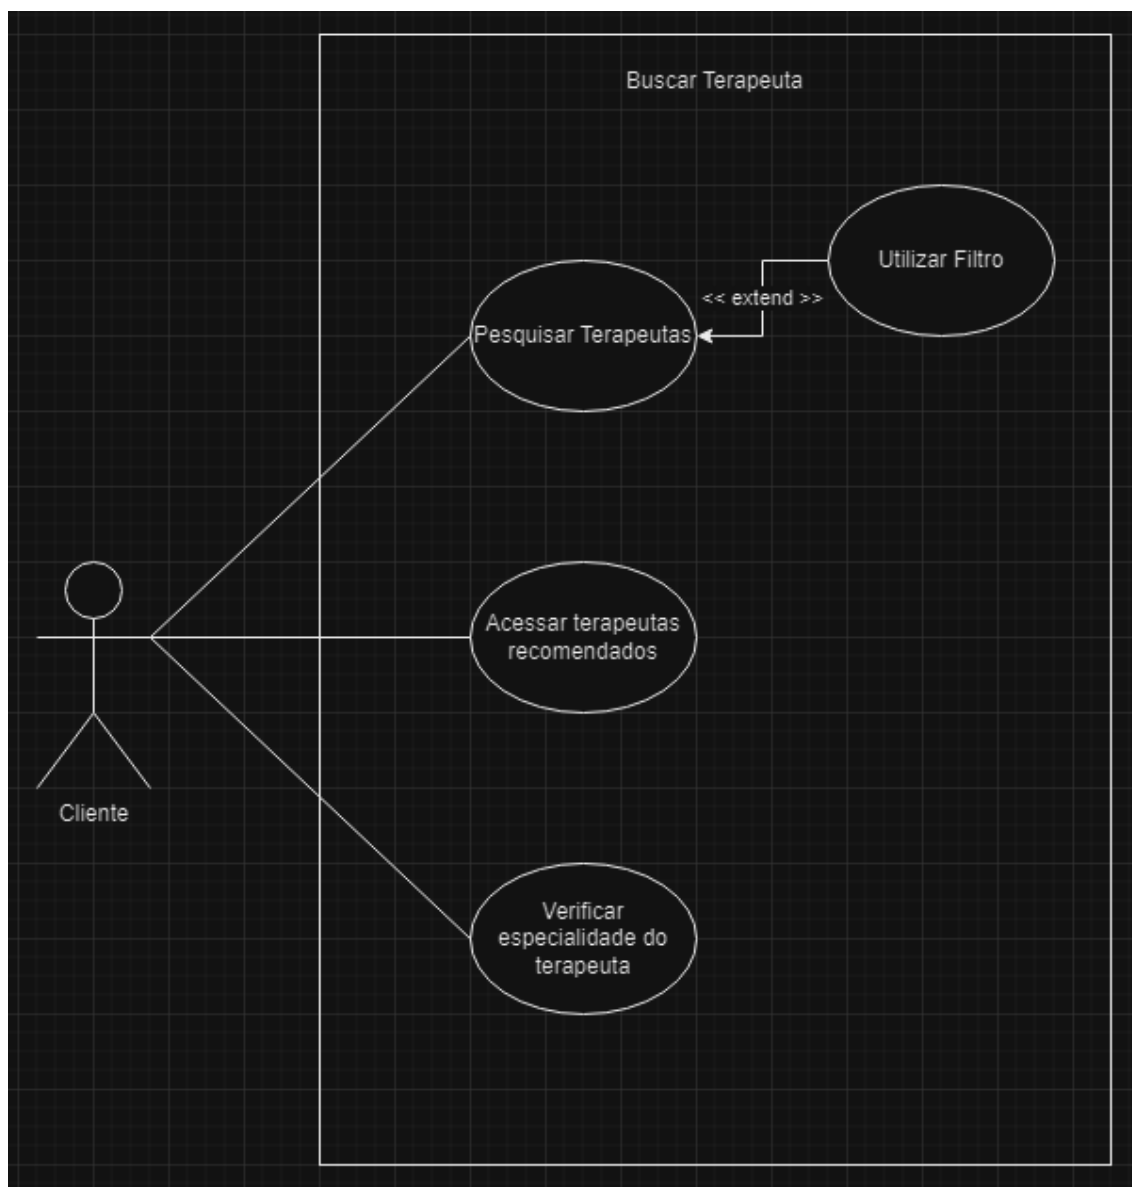 Buscar Terapeuta
Utilizar Filtro
<< extend >>
Pesquisar Terapeutas
Acessar terapeutas
recomendados
Cliente
Verificar
especialidade do
terapeuta